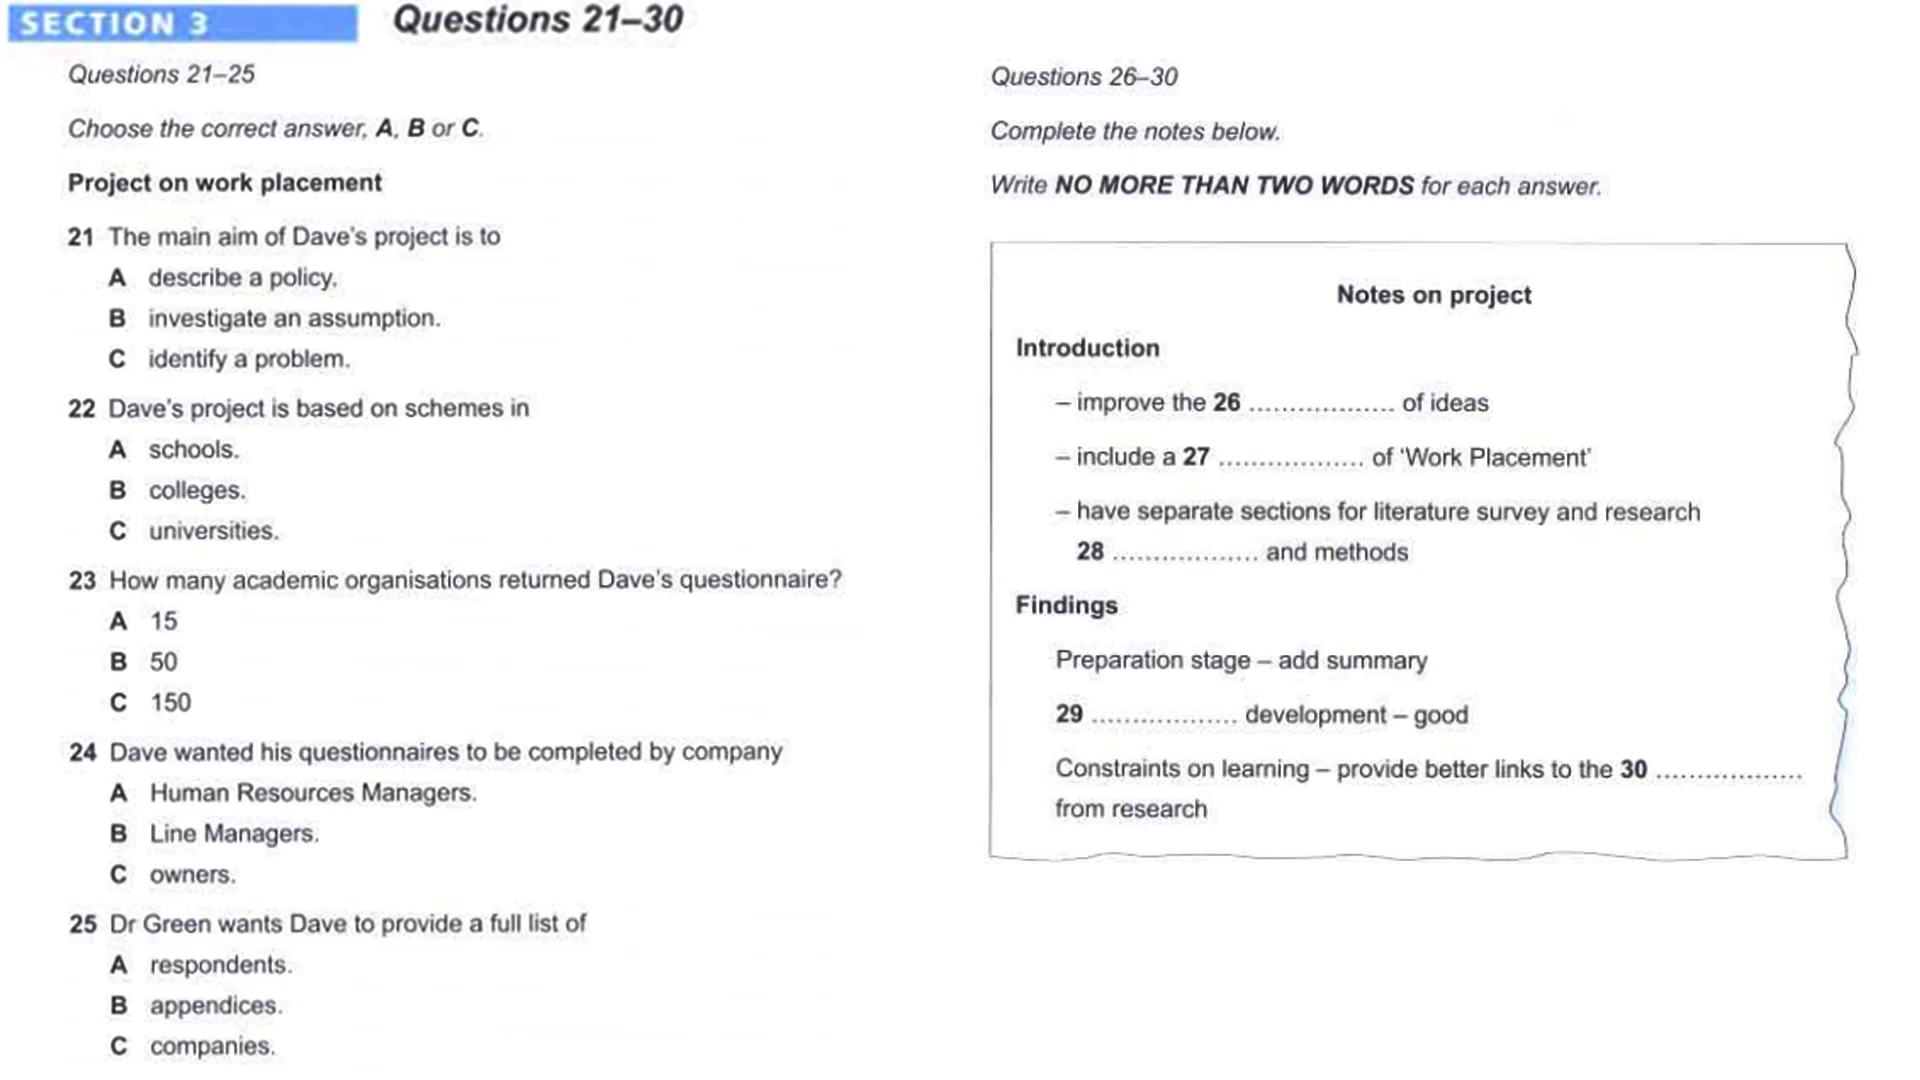 SECTION 3
Questions 21–30
Questions 21–25
Choose the correct answer, A, B or C.
Project on work placement
21 The main aim of Dave's project is to
A describe a policy.
B investigate an assumption.
C identify a problem.
22 Dave's project is based on schemes in
A schools.
B colleges.
C universities.
23 How many academic organisations returned Dave's questionnaire?
A 15
B 50
C 150
24 Dave wanted his questionnaires to be completed by company
A Human Resources Managers.
B Line Managers.
C owners.
25 Dr Green wants Dave to provide a full list of
A respondents.
B appendices.
C companies.
Questions 26–30
Complete the notes below.
Write NO MORE THAN TWO WORDS for each answer.
Notes on project
Introduction
– improve the 26 .................. of ideas
– include a 27 .................. of 'Work Placement'
– have separate sections for literature survey and research
28 .................. and methods
Findings
Preparation stage – add summary
29 .................. development – good
Constraints on learning – provide better links to the 30 ..................
from research